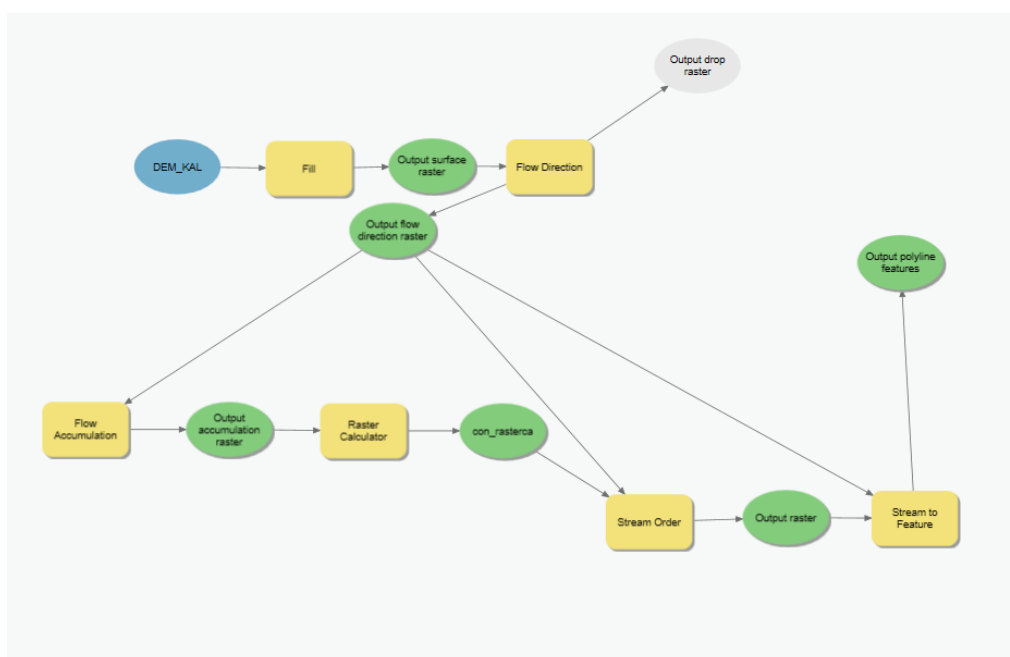 Output drop
raster
DEM_KAL
Fill
Output surface
raster
Flow Direction
Output flow
direction raster
Output polyline
features
Flow
Accumulation
Output
accumulation
raster
Raster
Calculator
con_rasterca
Stream Order
Output raster
Stream to
Feature